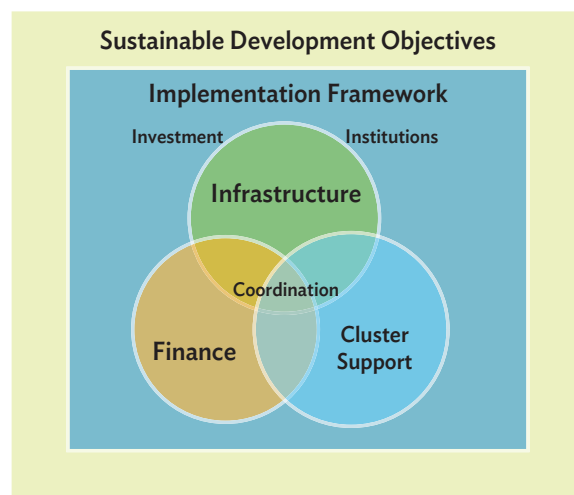 Sustainable Development Objectives
Implementation Framework
Investment
Institutions
Infrastructure
Coordination
Finance
Cluster
Support